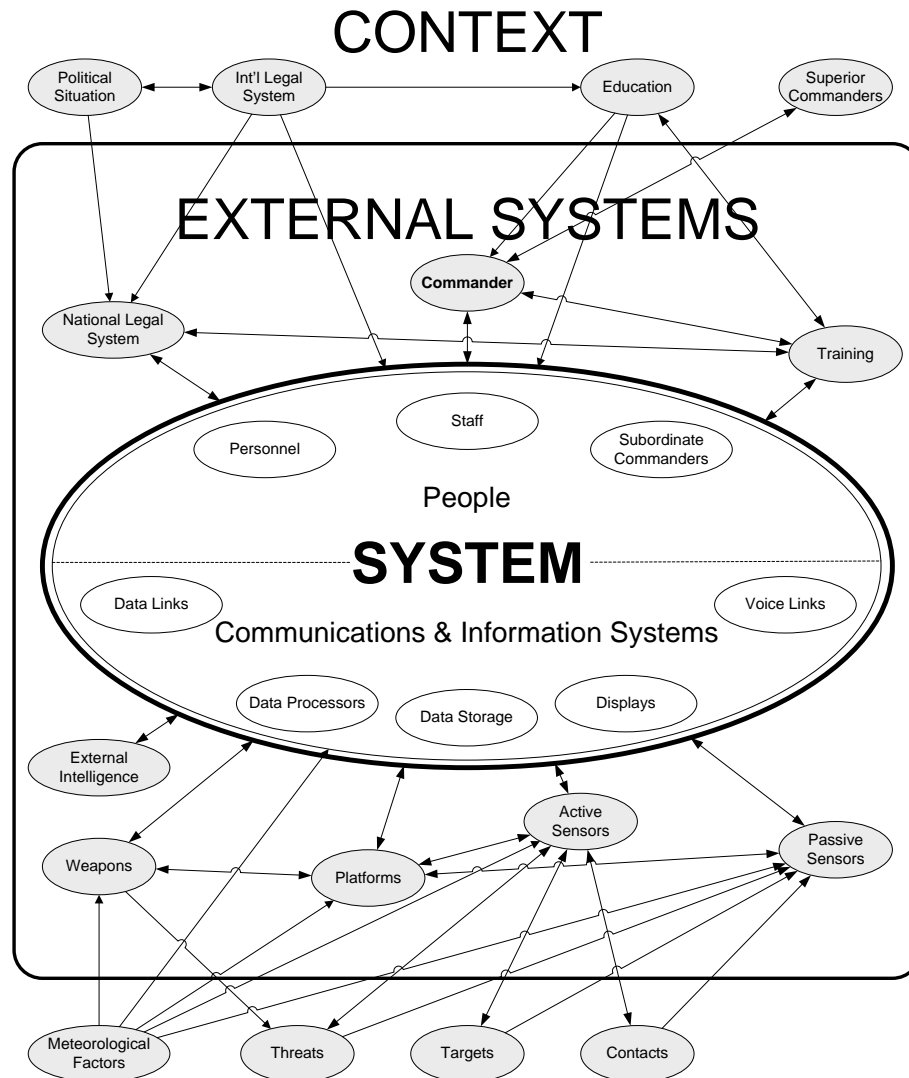 CONTEXT
Political
Situation
Int'l Legal
System
Education
Superior
Commanders
EXTERNAL SYSTEMS
Commander
National Legal
System
Training
Personnel
Staff
Subordinate
Commanders
People
SYSTEM
Data Links
Voice Links
Communications & Information Systems
Data Processors
Data Storage
Displays
External
Intelligence
Active
Sensors
Weapons
Platforms
Passive
Sensors
Meteorological
Factors
Threats
Targets
Contacts